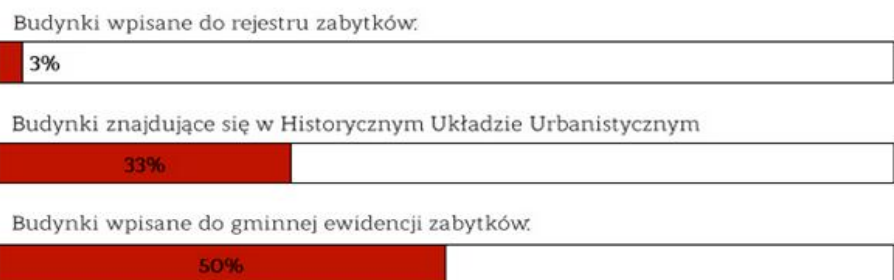 Budynki wpisane do rejestru zabytków:
3%
Budynki znajdujące się w Historycznym Układzie Urbanistycznym
33%
Budynki wpisane do gminnej ewidencji zabytków:
50%